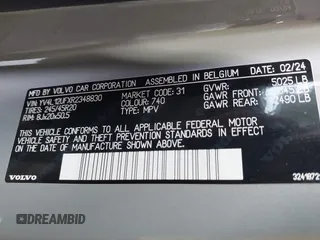 MFD BY VOLVO CAR CORPORATION ASSEMBLED IN BELGIUM DATE 02/24
VIN: MARKET CODE: 31 GVWR: 5025 LB
TIRES: 245/45R20 COLOUR: 740 GAWR FRONT:
RIM: 8Jx20x50.5 TYPE: MPV GAWR REAR: 2490 LB
THIS VEHICLE CONFORMS TO ALL APPLICABLE U.S. FEDERAL MOTOR
VEHICLE SAFETY AND THEFT PREVENTION STANDARDS IN EFFECT ON
THE DATE OF MANUFACTURE SHOWN ABOVE.
VOLVO
DREAMBID